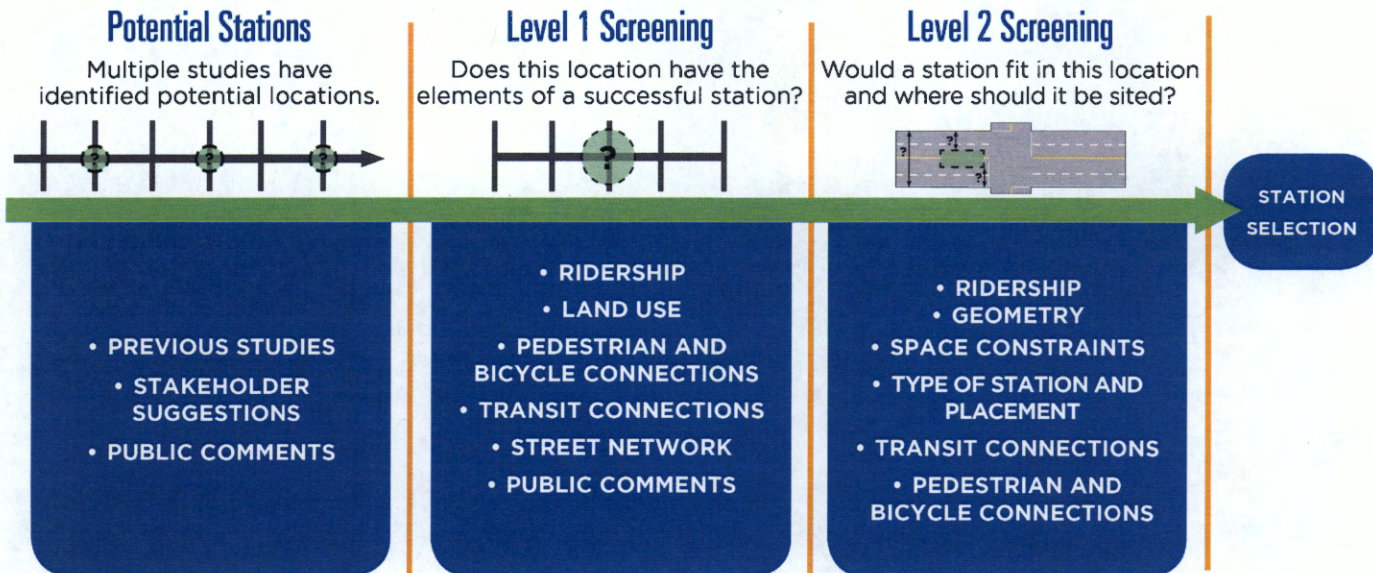 Potential Stations
Multiple studies have
identified potential locations.
? ? ?
• PREVIOUS STUDIES
• STAKEHOLDER
SUGGESTIONS
• PUBLIC COMMENTS
Level 1 Screening
Does this location have the
elements of a successful station?
?
• RIDERSHIP
• LAND USE
• PEDESTRIAN AND
BICYCLE CONNECTIONS
• TRANSIT CONNECTIONS
• STREET NETWORK
• PUBLIC COMMENTS
Level 2 Screening
Would a station fit in this location
and where should it be sited?
? ? ?
• RIDERSHIP
• GEOMETRY
• SPACE CONSTRAINTS
• TYPE OF STATION AND
PLACEMENT
• TRANSIT CONNECTIONS
• PEDESTRIAN AND
BICYCLE CONNECTIONS
STATION
SELECTION